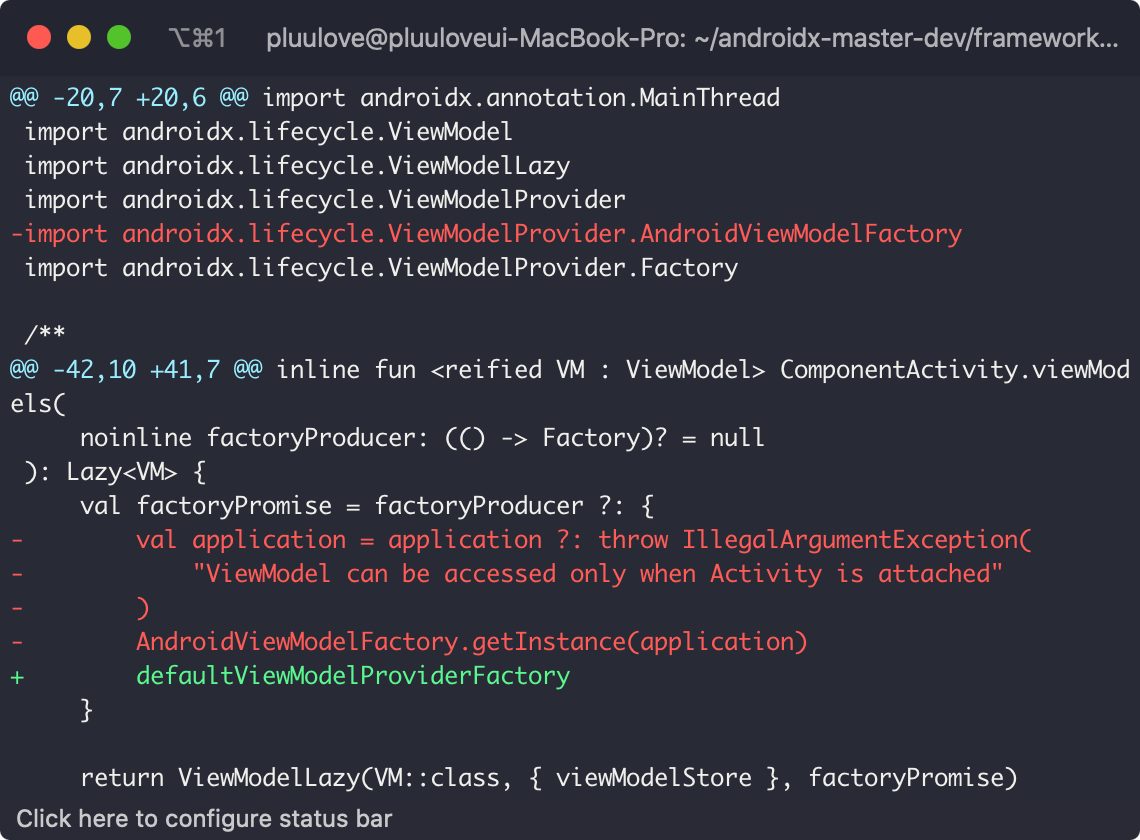 ⌥⌘1 pluulove@pluuloveui-MacBook-Pro: ~/androidx-master-dev/framework...
@@ -20,7 +20,6 @@ import androidx.annotation.MainThread
 import androidx.lifecycle.ViewModel
 import androidx.lifecycle.ViewModelLazy
 import androidx.lifecycle.ViewModelProvider
-import androidx.lifecycle.ViewModelProvider.AndroidViewModelFactory
 import androidx.lifecycle.ViewModelProvider.Factory

 /**
@@ -42,10 +41,7 @@ inline fun <reified VM : ViewModel> ComponentActivity.viewMod
els(
     noinline factoryProducer: (() -> Factory)? = null
 ): Lazy<VM> {
     val factoryPromise = factoryProducer ?: {
-        val application = application ?: throw IllegalArgumentException(
-            "ViewModel can be accessed only when Activity is attached"
-        )
-        AndroidViewModelFactory.getInstance(application)
+        defaultViewModelProviderFactory
     }

     return ViewModelLazy(VM::class, { viewModelStore }, factoryPromise)
Click here to configure status bar